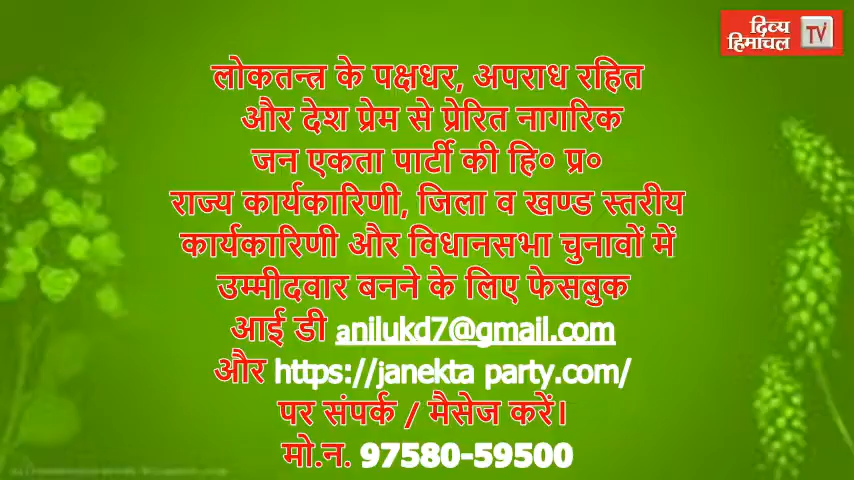 दिव्य
हिमाचल TV
लोकतन्त्र के पक्षधर, अपराध रहित
और देश प्रेम से प्रेरित नागरिक
जन एकता पार्टी की हि० प्र०
राज्य कार्यकारिणी, जिला व खण्ड स्तरीय
कार्यकारिणी और विधानसभा चुनावों में
उम्मीदवार बनने के लिए फेसबुक
आई डी anilukd7@gmail.com
और https://janekta party.com/
पर संपर्क / मैसेज करें।
मो.न. 97580-59500